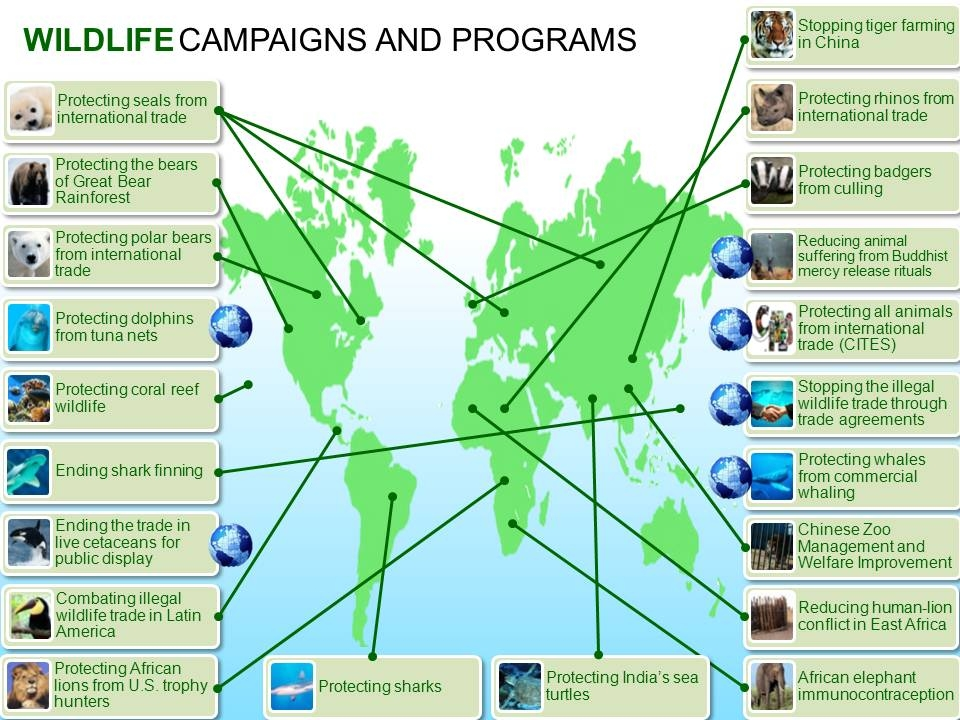 WILDLIFE CAMPAIGNS AND PROGRAMS
Protecting seals from
international trade
Protecting the bears
of Great Bear
Rainforest
Protecting polar bears
from international
trade
Protecting dolphins
from tuna nets
Protecting coral reef
wildlife
Ending shark finning
Ending the trade in
live cetaceans for
public display
Combating illegal
wildlife trade in Latin
America
Protecting African
lions from U.S. trophy
hunters
Protecting sharks
Protecting India's sea
turtles
Stopping tiger farming
in China
Protecting rhinos from
international trade
Protecting badgers
from culling
Reducing animal
suffering from Buddhist
mercy release rituals
Protecting all animals
from international
trade (CITES)
Stopping the illegal
wildlife trade through
trade agreements
Protecting whales
from commercial
whaling
Chinese Zoo
Management and
Welfare Improvement
Reducing human-lion
conflict in East Africa
African elephant
immunocontraception